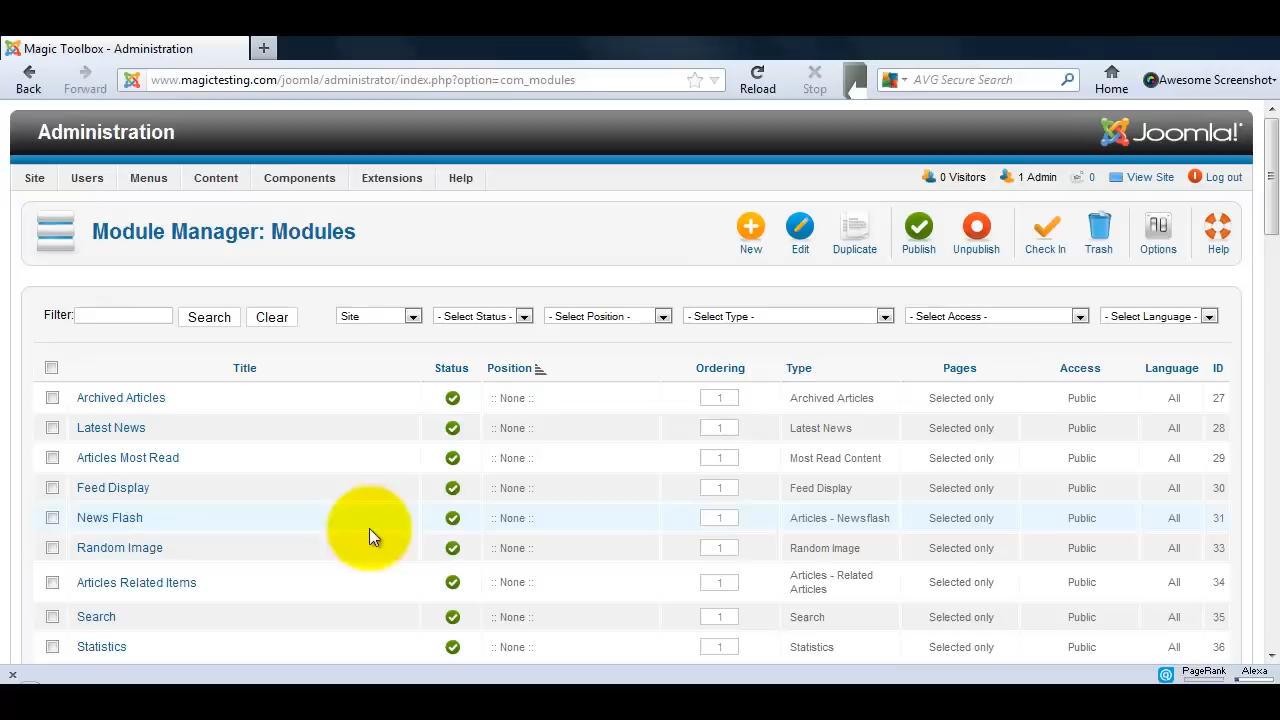 Magic Toolbox - Administration
Back Forward www.magictesting.com/joomla/administrator/index.php?option=com_modules Reload Stop AVG Secure Search Home Awesome Screenshot-
Administration Joomla!
Site Users Menus Content Components Extensions Help 0 Visitors 1 Admin 0 View Site Log out
Module Manager: Modules New Edit Duplicate Publish Unpublish Check In Trash Options Help
Filter: Search Clear Site - Select Status - - Select Position - - Select Type - - Select Access - - Select Language -
Title Status Position Ordering Type Pages Access Language ID
Archived Articles :: None :: 1 Archived Articles Selected only Public All 27
Latest News :: None :: 1 Latest News Selected only Public All 28
Articles Most Read :: None :: 1 Most Read Content Selected only Public All 29
Feed Display :: None :: 1 Feed Display Selected only Public All 30
News Flash :: None :: 1 Articles - Newsflash Selected only Public All 31
Random Image :: None :: 1 Random Image Selected only Public All 33
Articles Related Items :: None :: 1 Articles - Related Articles Selected only Public All 34
Search :: None :: 1 Search Selected only Public All 35
Statistics :: None :: 1 Statistics Selected only Public All 36
PageRank Alexa